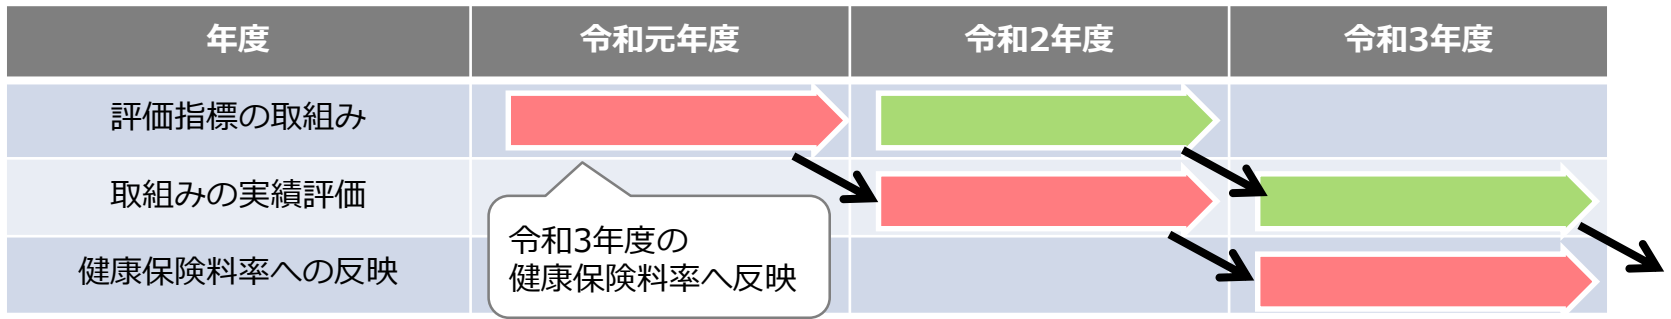 年度
令和元年度
令和2年度
令和3年度
評価指標の取組み
取組みの実績評価
令和3年度の
健康保険料率へ反映
健康保険料率への反映